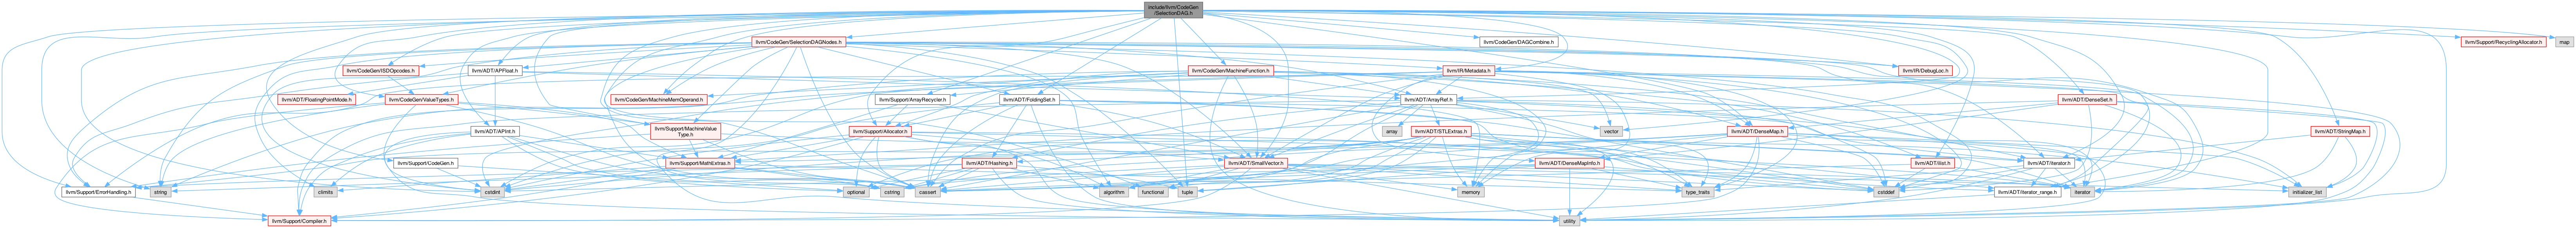 include/llvm/CodeGen
/SelectionDAG.h
llvm/CodeGen/SelectionDAGNodes.h
llvm/CodeGen/DAGCombine.h
llvm/Support/RecyclingAllocator.h
map
llvm/CodeGen/ISDOpcodes.h
llvm/ADT/APFloat.h
llvm/CodeGen/MachineFunction.h
llvm/IR/Metadata.h
llvm/IR/DebugLoc.h
llvm/ADT/FloatingPointMode.h
llvm/CodeGen/ValueTypes.h
llvm/CodeGen/MachineMemOperand.h
llvm/Support/ArrayRecycler.h
llvm/ADT/FoldingSet.h
llvm/ADT/ArrayRef.h
llvm/ADT/DenseSet.h
llvm/ADT/APInt.h
llvm/Support/MachineValue
Type.h
llvm/Support/Allocator.h
array
llvm/ADT/STLExtras.h
vector
llvm/ADT/DenseMap.h
llvm/ADT/StringMap.h
llvm/Support/CodeGen.h
llvm/Support/MathExtras.h
llvm/ADT/Hashing.h
llvm/ADT/SmallVector.h
llvm/ADT/DenseMapInfo.h
llvm/ADT/ilist.h
llvm/ADT/iterator.h
llvm/Support/ErrorHandling.h
string
climits
cstdint
optional
cstring
cassert
algorithm
functional
tuple
memory
type_traits
cstddef
llvm/ADT/iterator_range.h
iterator
initializer_list
llvm/Support/Compiler.h
utility